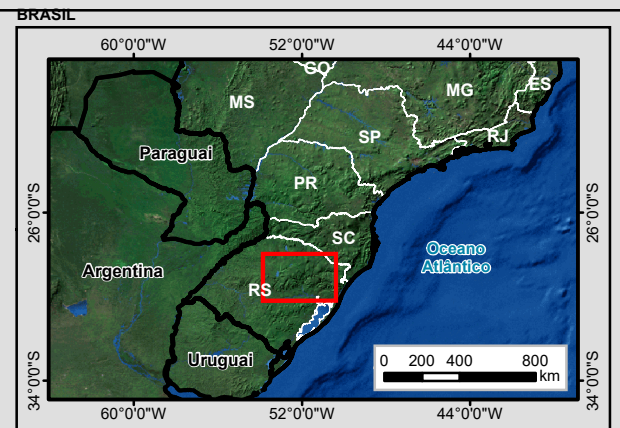 BRASIL
60°0'0"W 52°0'0"W 44°0'0"W
GO
ES
MG
MS
RJ
SP
Paraguai
PR
26°0'0"S 26°0'0"S
SC
Oceano
Atlântico
Argentina
RS
Uruguai
0 200 400 800
km
34°0'0"S 34°0'0"S
60°0'0"W 52°0'0"W 44°0'0"W